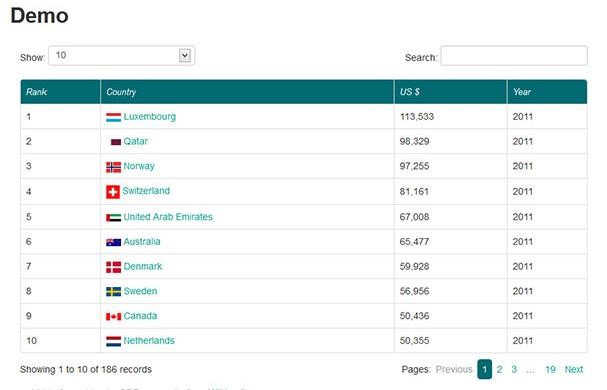 Demo
Show: 10 Search:
Rank Country US $ Year
1 Luxembourg 113,533 2011
2 Qatar 98,329 2011
3 Norway 97,255 2011
4 Switzerland 81,161 2011
5 United Arab Emirates 67,008 2011
6 Australia 65,477 2011
7 Denmark 59,928 2011
8 Sweden 56,956 2011
9 Canada 50,436 2011
10 Netherlands 50,355 2011
Showing 1 to 10 of 186 records Pages: Previous 1 2 3 ... 19 Next